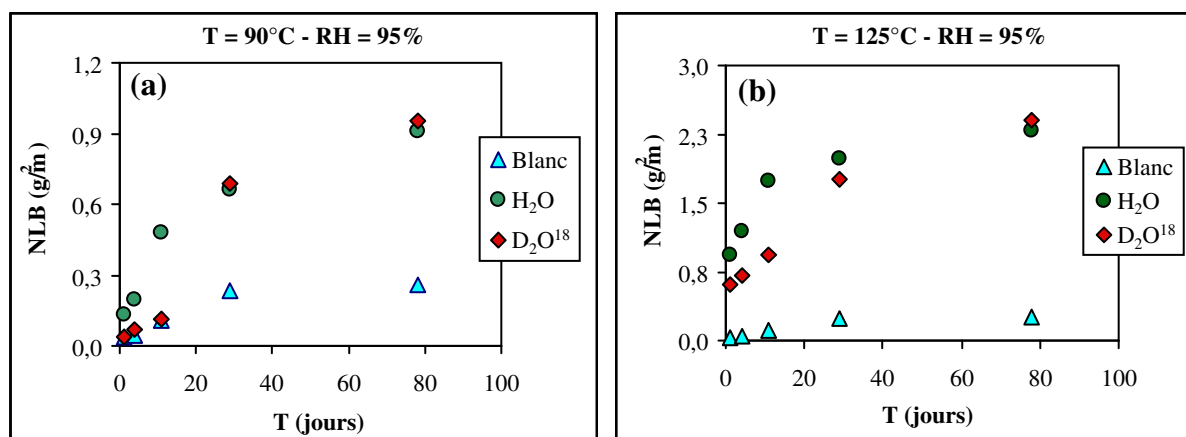 T = 90°C - RH = 95%
(a)
1,2
0,9
0,6
0,3
0,0
0 20 40 60 80 100
NLB (g/m²)
T (jours)
Blanc
H₂O
D₂O¹⁸
T = 125°C - RH = 95%
(b)
3,0
2,3
1,5
0,8
0,0
0 20 40 60 80 100
NLB (g/m²)
T (jours)
Blanc
H₂O
D₂O¹⁸